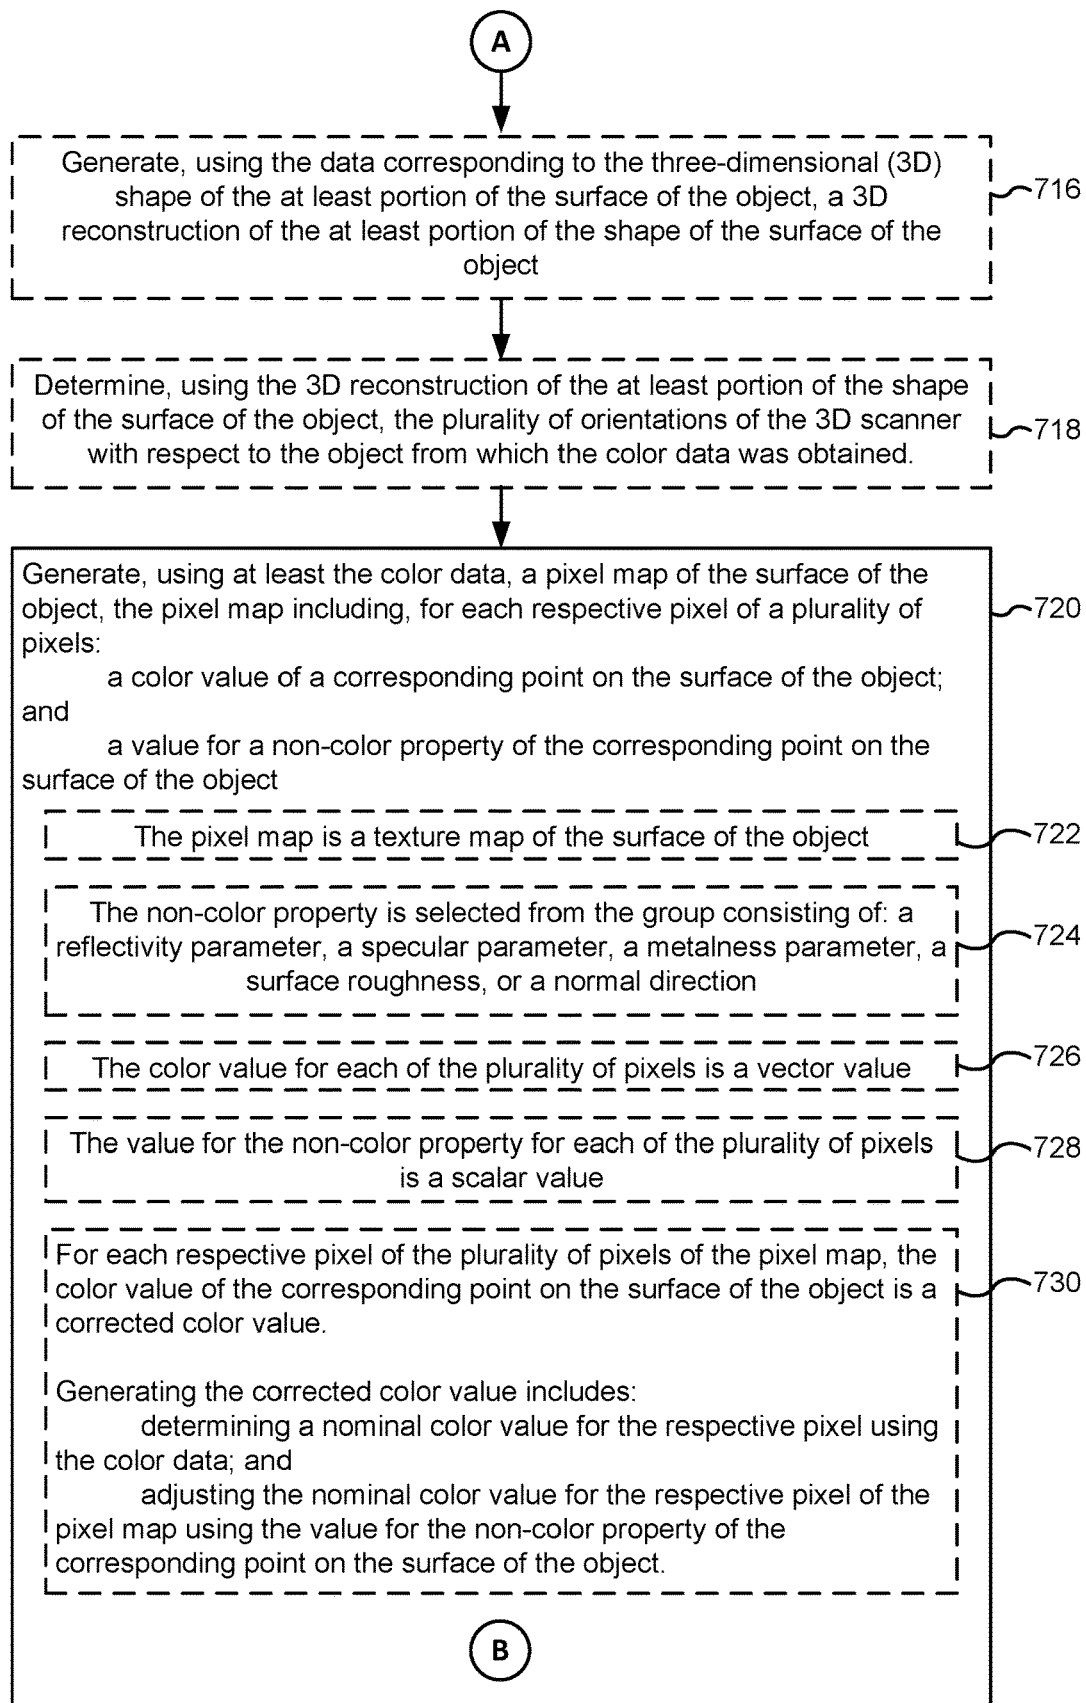 A
Generate, using the data corresponding to the three-dimensional (3D)
shape of the at least portion of the surface of the object, a 3D
reconstruction of the at least portion of the shape of the surface of the
object
716
Determine, using the 3D reconstruction of the at least portion of the shape
of the surface of the object, the plurality of orientations of the 3D scanner
with respect to the object from which the color data was obtained.
718
Generate, using at least the color data, a pixel map of the surface of the
object, the pixel map including, for each respective pixel of a plurality of
pixels:
a color value of a corresponding point on the surface of the object;
and
a value for a non-color property of the corresponding point on the
surface of the object
720
The pixel map is a texture map of the surface of the object
722
The non-color property is selected from the group consisting of: a
reflectivity parameter, a specular parameter, a metalness parameter, a
surface roughness, or a normal direction
724
The color value for each of the plurality of pixels is a vector value
726
The value for the non-color property for each of the plurality of pixels
is a scalar value
728
For each respective pixel of the plurality of pixels of the pixel map, the
color value of the corresponding point on the surface of the object is a
corrected color value.
Generating the corrected color value includes:
determining a nominal color value for the respective pixel using
the color data; and
adjusting the nominal color value for the respective pixel of the
pixel map using the value for the non-color property of the
corresponding point on the surface of the object.
730
B